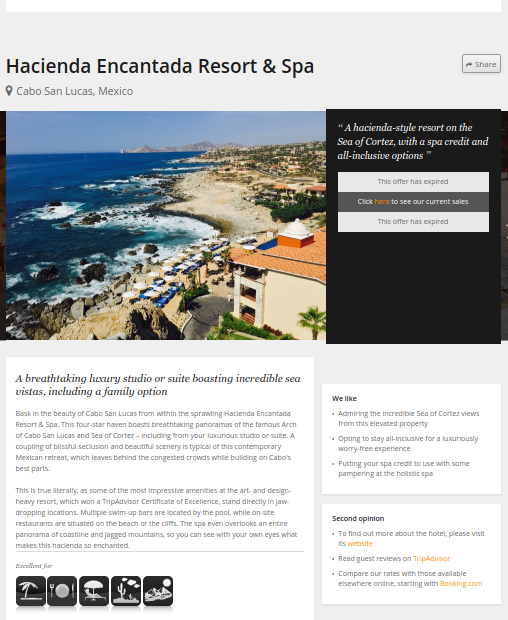 Hacienda Encantada Resort & Spa
Share
Cabo San Lucas, Mexico
“ A hacienda-style resort on the
Sea of Cortez, with a spa credit and
all-inclusive options ”
This offer has expired
Click here to see our current sales
This offer has expired
A breathtaking luxury studio or suite boasting incredible sea
vistas, including a family option
Bask in the beauty of Cabo San Lucas from within the sprawling Hacienda Encantada
Resort & Spa. This four-star haven boasts breathtaking panoramas of the famous Arch
of Cabo San Lucas and Sea of Cortez – including from your luxurious studio or suite. A
coupling of blissful seclusion and beautiful scenery is typical of this contemporary
Mexican retreat, which leaves behind the congested crowds while building on Cabo's
best parts.
This is true literally, as some of the most impressive amenities at the art- and design-
heavy resort, which won a TripAdvisor Certificate of Excellence, stand directly in jaw-
dropping locations. Multiple swim-up bars are located by the pool, while on-site
restaurants are situated on the beach or the cliffs. The spa even overlooks an entire
panorama of coastline and jagged mountains, so you can see with your own eyes what
makes this hacienda so enchanted.
Excellent for
We like
• Admiring the incredible Sea of Cortez views
from this elevated property
• Opting to stay all-inclusive for a luxuriously
worry-free experience
• Putting your spa credit to use with some
pampering at the holistic spa
Second opinion
• To find out more about the hotel, please visit
its website
• Read guest reviews on TripAdvisor
• Compare our rates with those available
elsewhere online, starting with Booking.com